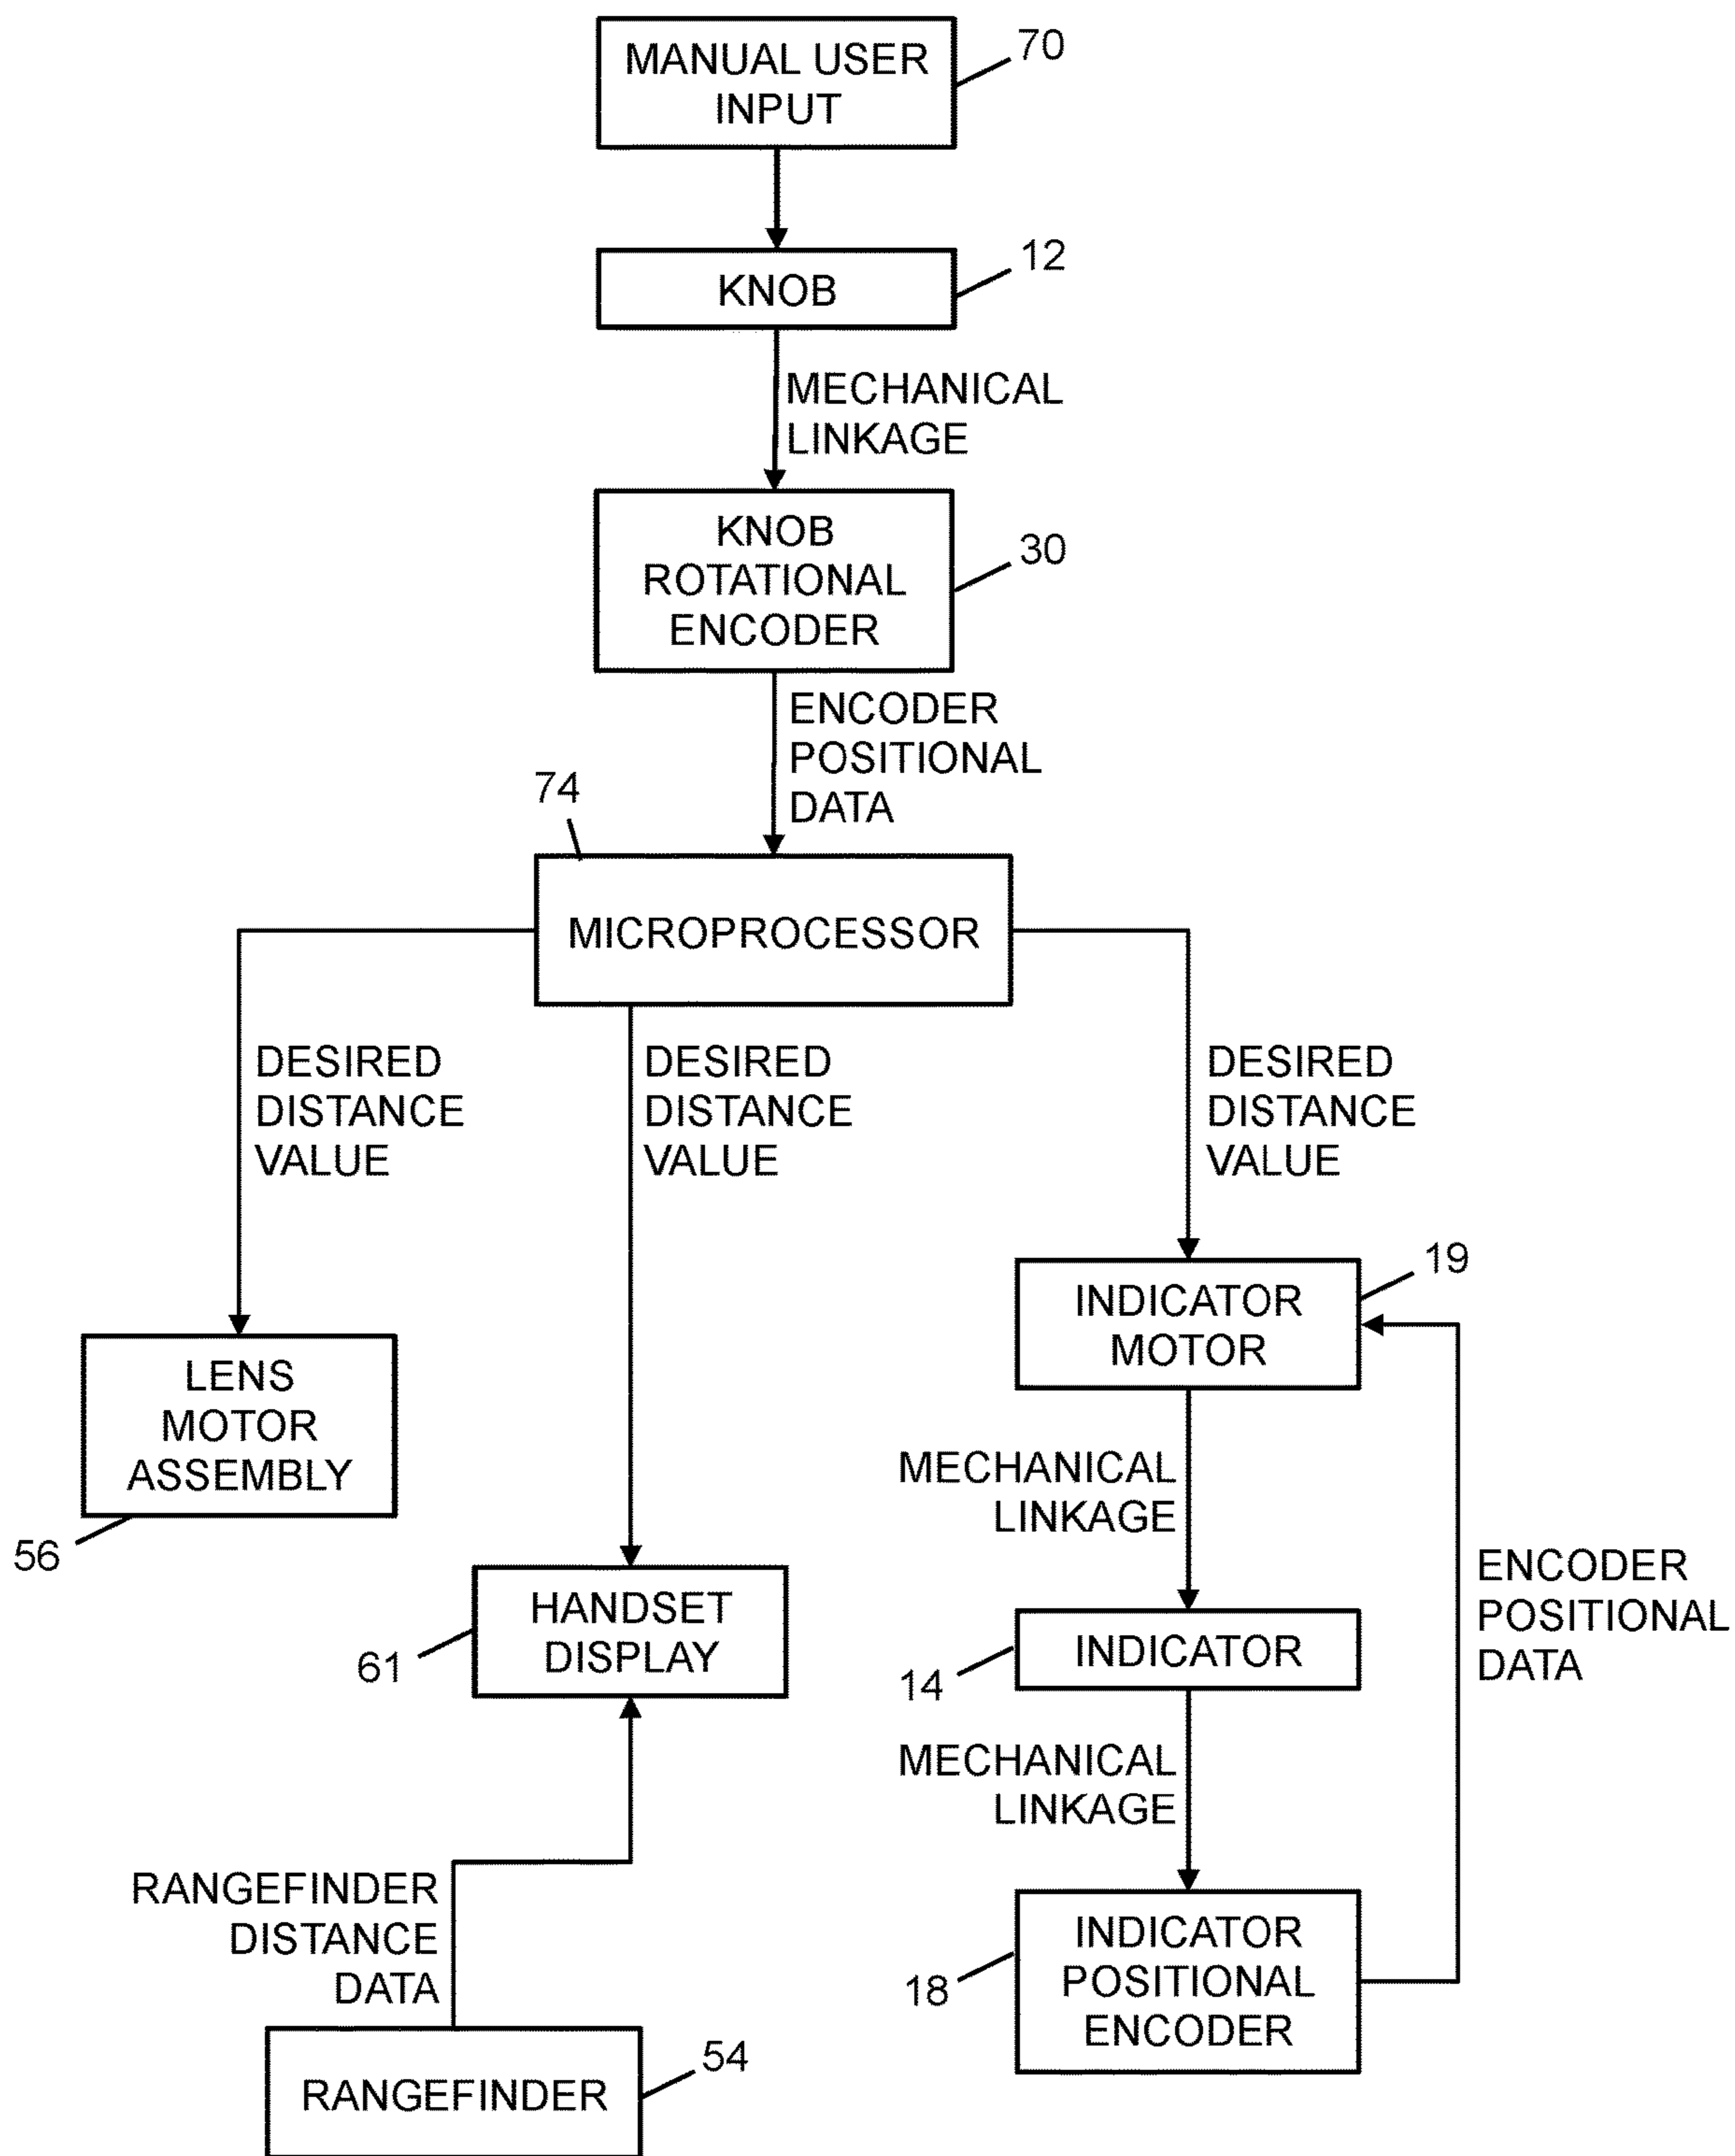 MANUAL USER
INPUT
70
KNOB
12
MECHANICAL
LINKAGE
KNOB
ROTATIONAL
ENCODER
30
ENCODER
POSITIONAL
DATA
74
MICROPROCESSOR
DESIRED
DISTANCE
VALUE
DESIRED
DISTANCE
VALUE
DESIRED
DISTANCE
VALUE
LENS
MOTOR
ASSEMBLY
56
INDICATOR
MOTOR
19
MECHANICAL
LINKAGE
HANDSET
DISPLAY
61
INDICATOR
14
ENCODER
POSITIONAL
DATA
MECHANICAL
LINKAGE
RANGEFINDER
DISTANCE
DATA
INDICATOR
POSITIONAL
ENCODER
18
RANGEFINDER
54